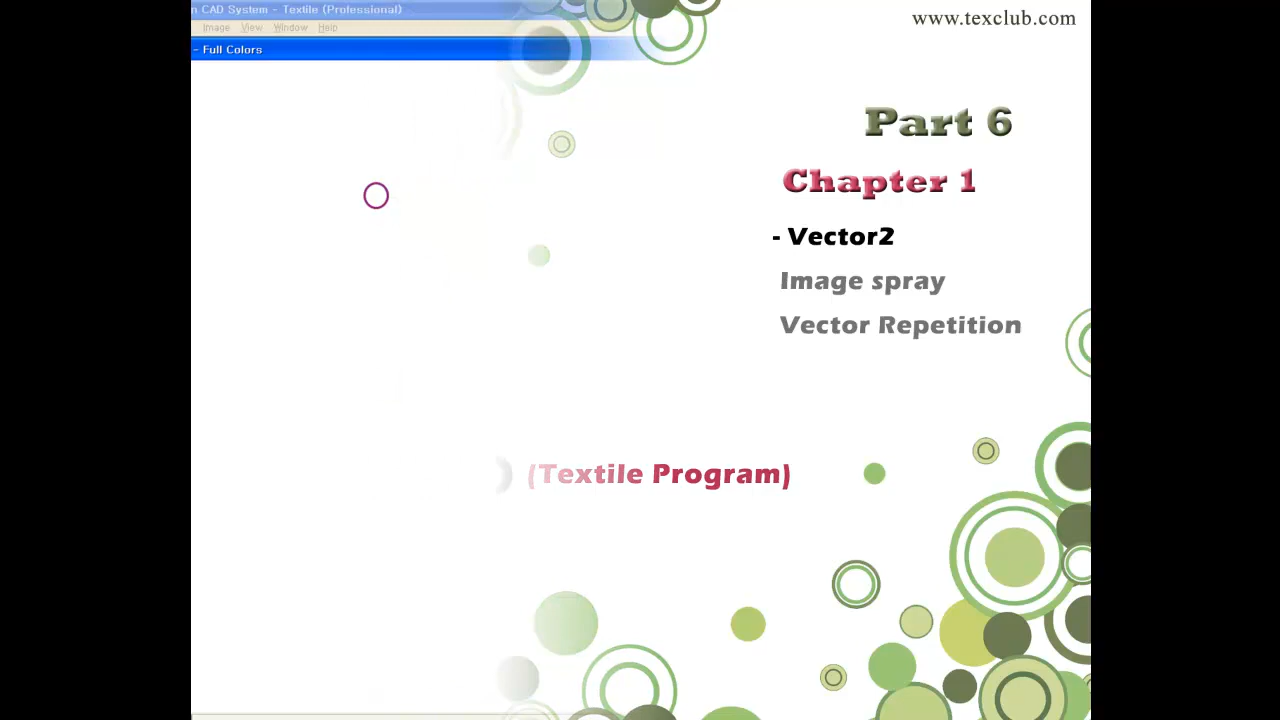 n CAD System - Textile (Professional)
www.texclub.com
Image View Window Help
- Full Colors
Part 6
Chapter 1
- Vector2
Image spray
Vector Repetition
(Textile Program)